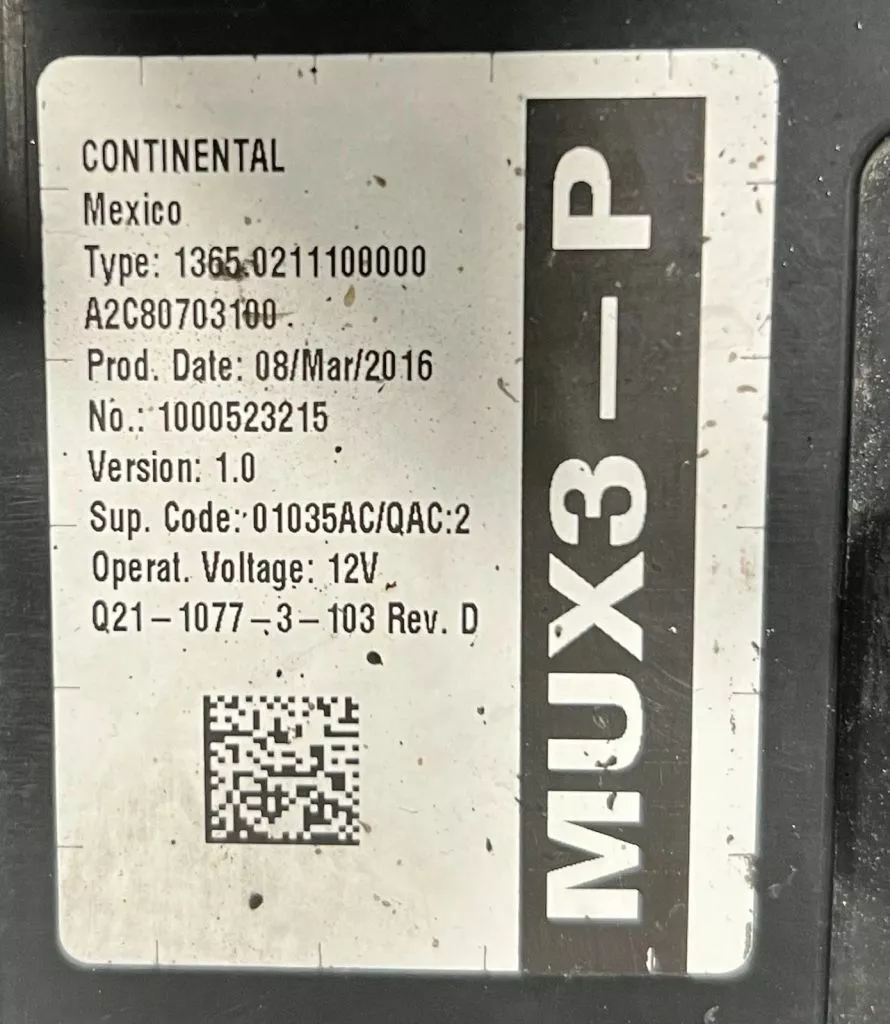 CONTINENTAL
Mexico
Type: 1365.0211100000
A2C80703100
Prod. Date: 08/Mar/2016
No.: 1000523215
Version: 1.0
Sup. Code: 01035AC/QAC:2
Operat. Voltage: 12V
Q21-1077-3-103 Rev. D
MUX3-P